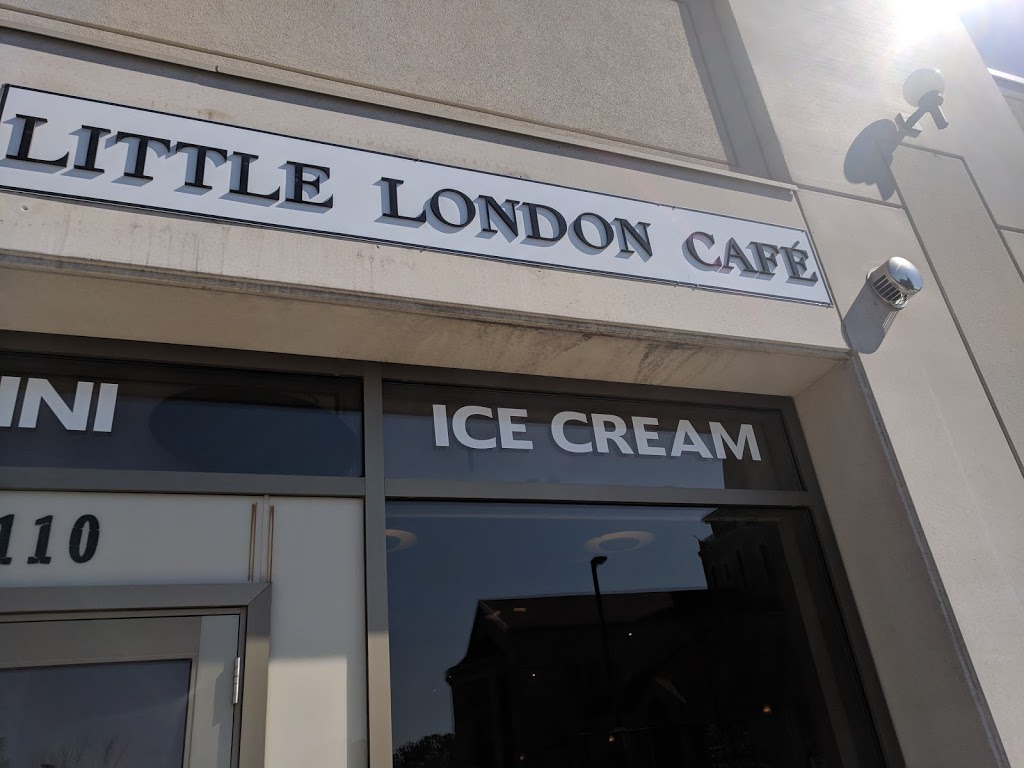 LITTLE LONDON CAFÉ
INI
ICE CREAM
110